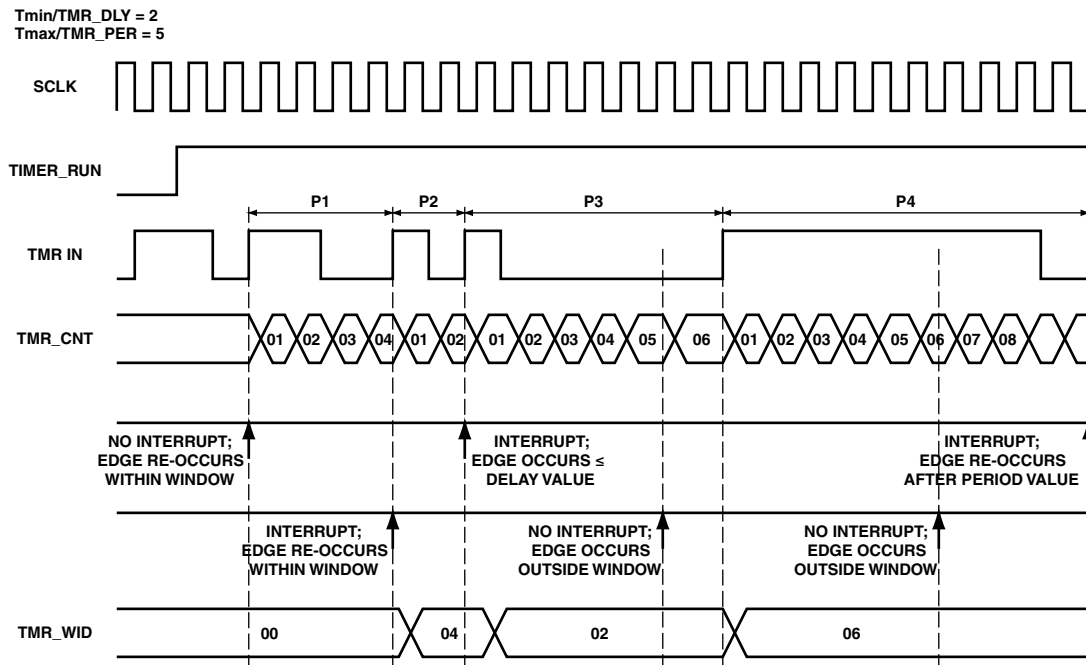 Tmin/TMR_DLY = 2
Tmax/TMR_PER = 5
SCLK
TIMER_RUN
P1 P2 P3 P4
TMR IN
TMR_CNT 01 02 03 04 01 02 01 02 03 04 05 06 01 02 03 04 05 06 07 08
NO INTERRUPT;
EDGE RE-OCCURS
WITHIN WINDOW
INTERRUPT;
EDGE OCCURS ≤
DELAY VALUE
INTERRUPT;
EDGE RE-OCCURS
AFTER PERIOD VALUE
INTERRUPT;
EDGE RE-OCCURS
WITHIN WINDOW
NO INTERRUPT;
EDGE OCCURS
OUTSIDE WINDOW
NO INTERRUPT;
EDGE OCCURS
OUTSIDE WINDOW
TMR_WID 00 04 02 06